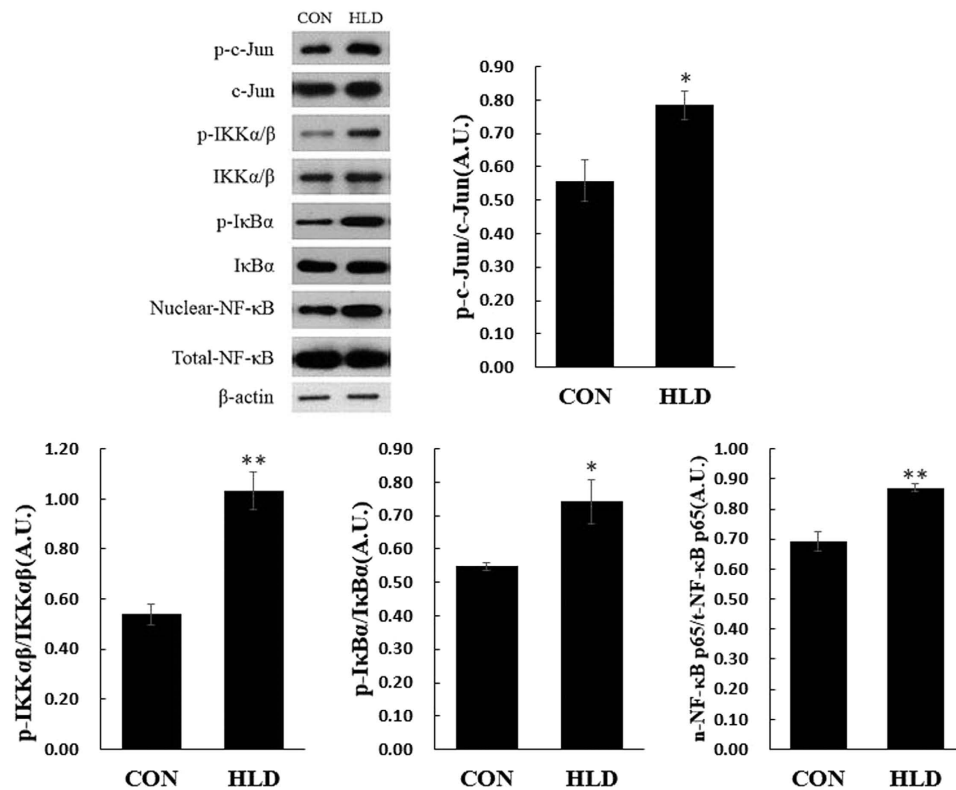 CON HLD
p-c-Jun
c-Jun
p-IKKα/β
IKKα/β
p-IκBα
IκBα
Nuclear-NF-κB
Total-NF-κB
β-actin
p-c-Jun/c-Jun(A.U.)
0.90
0.80
0.70
0.60
0.50
0.40
0.30
0.20
0.10
0.00
*
CON HLD
p-IKKαβ/IKKαβ(A.U.)
1.20
1.00
0.80
0.60
0.40
0.20
0.00
**
CON HLD
p-IκBα/IκBα(A.U.)
0.90
0.80
0.70
0.60
0.50
0.40
0.30
0.20
0.10
0.00
*
CON HLD
n-NF-κB p65/t-NF-κB p65(A.U.)
1.00
0.90
0.80
0.70
0.60
0.50
0.40
0.30
0.20
0.10
0.00
**
CON HLD